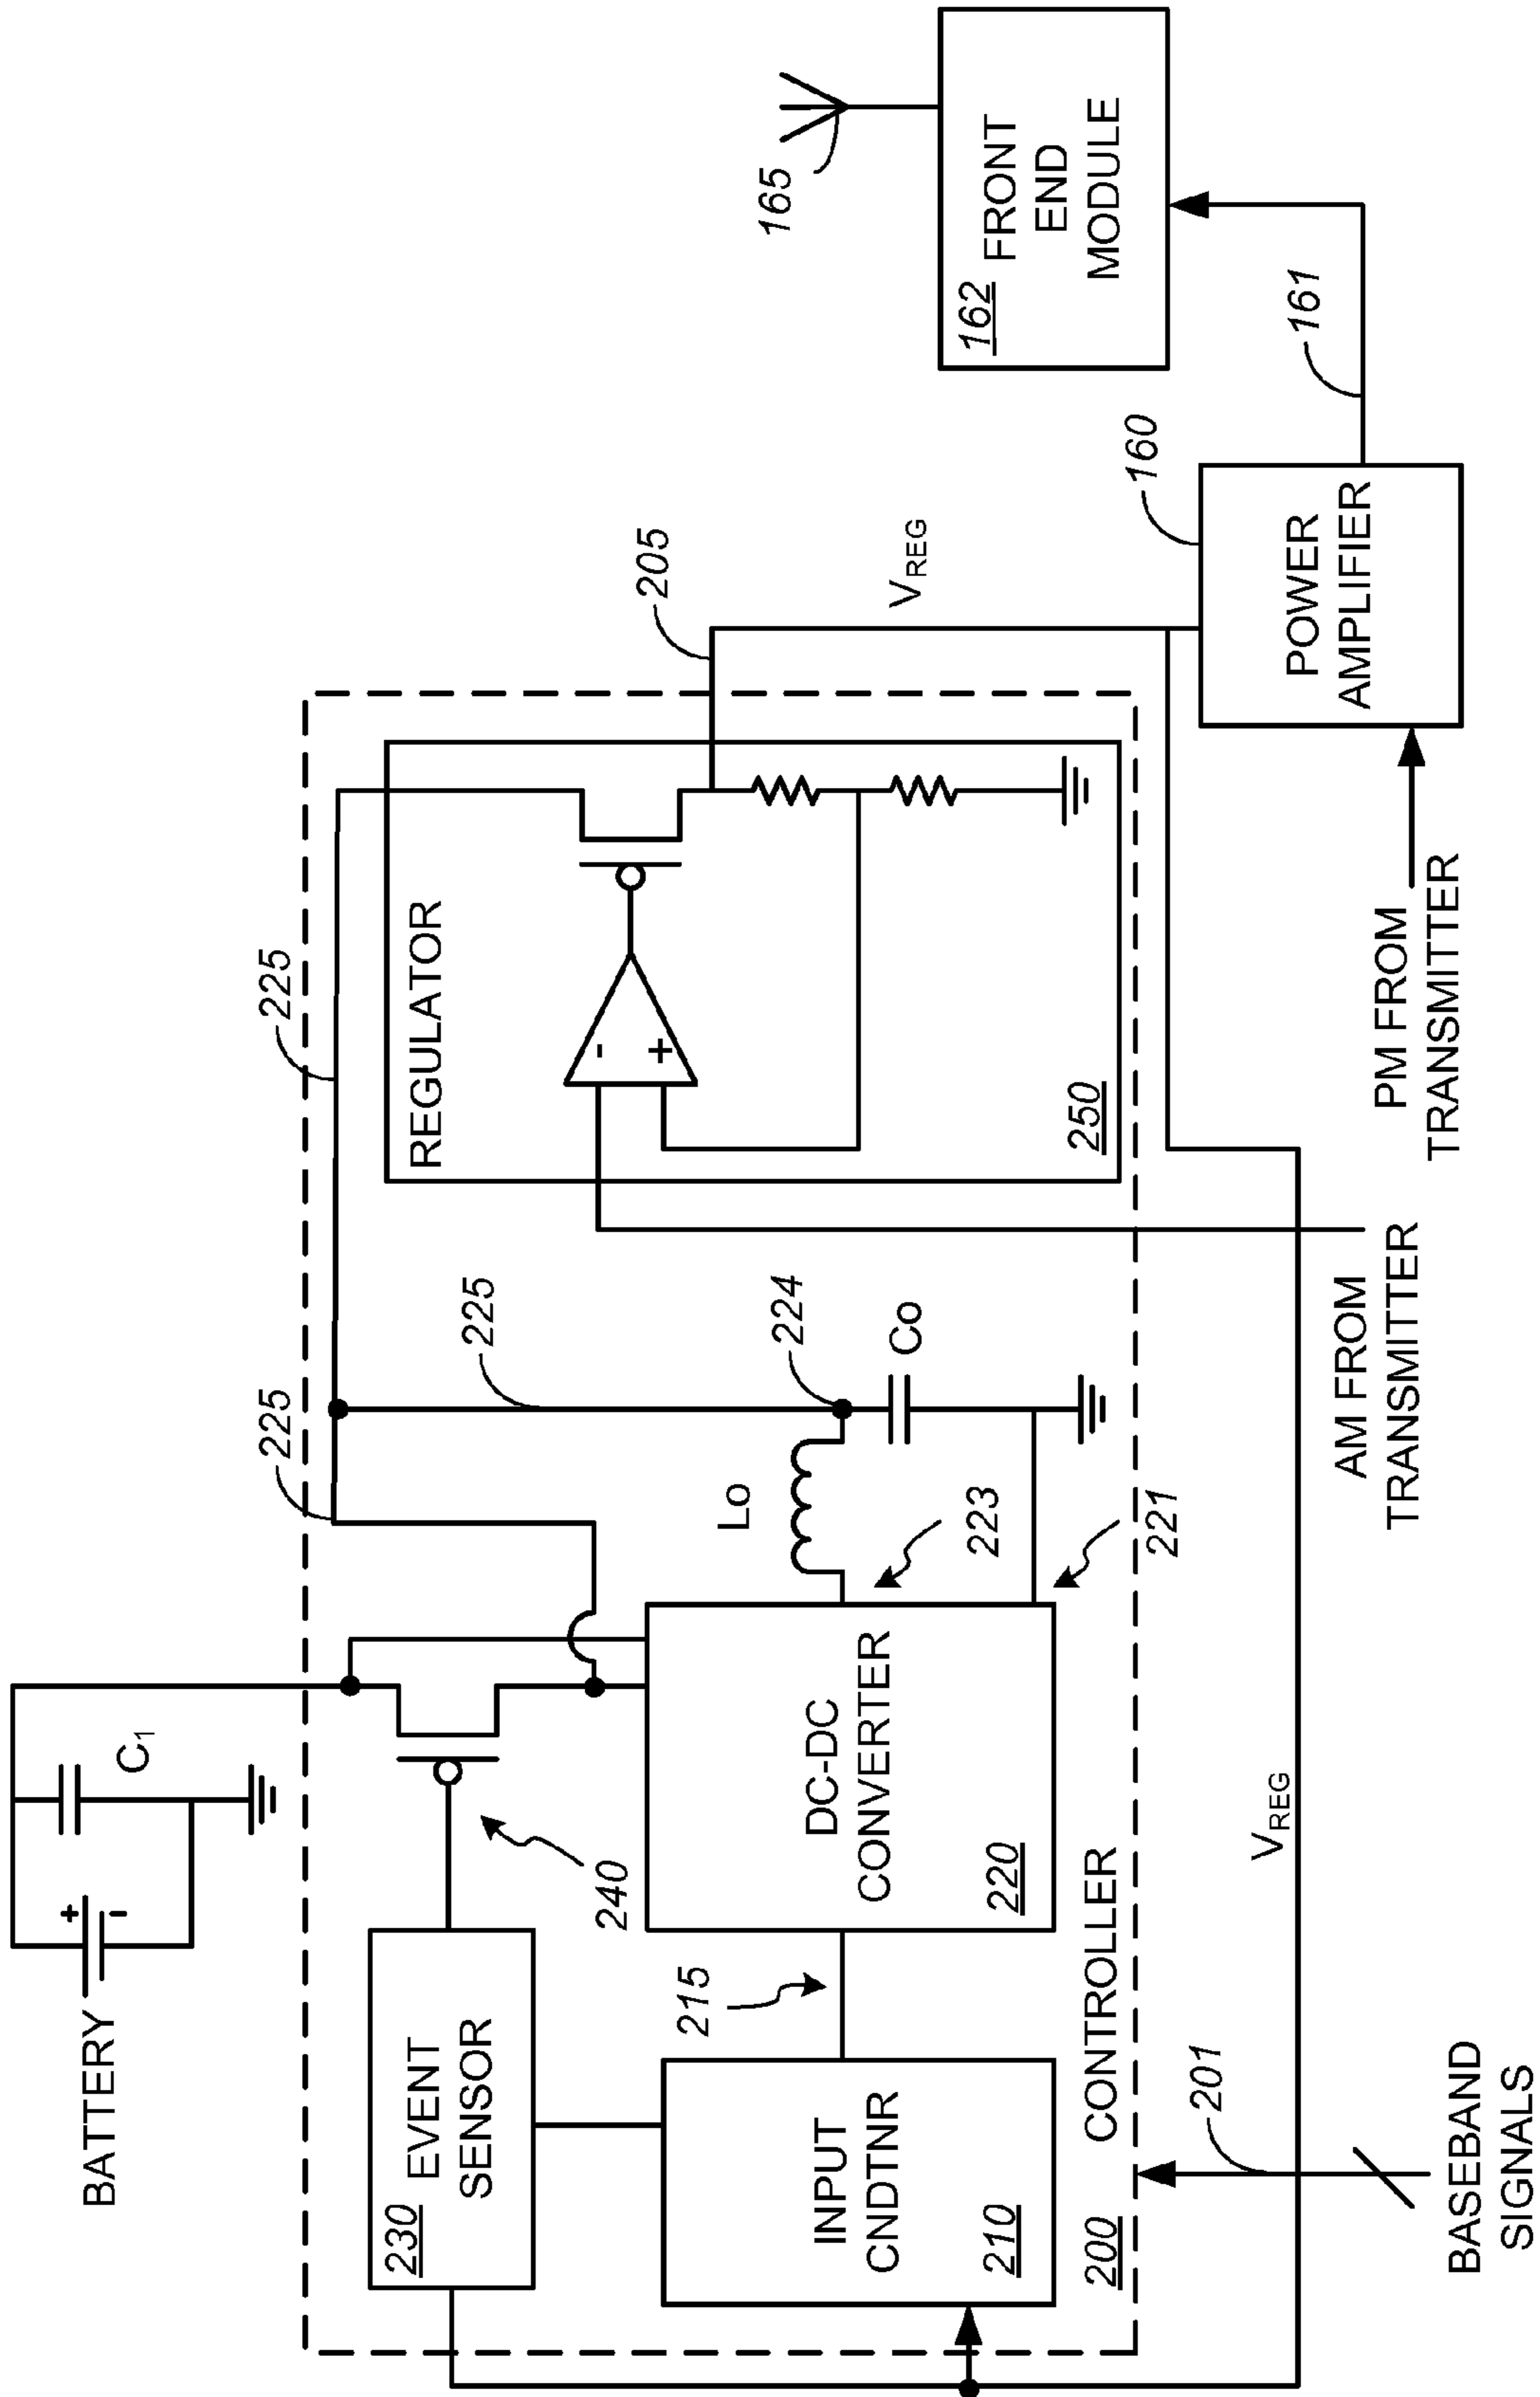 BATTERY
+
-
C1
225
225
205
165
230
EVENT
SENSOR
240
REGULATOR
-
+
250
225
224
Lo
Co
223
221
215
INPUT
CNDTNR
210
DC-DC
CONVERTER
220
200
CONTROLLER
VREG
160
POWER
AMPLIFIER
161
162
FRONT
END
MODULE
201
VREG
BASEBAND
SIGNALS
AM FROM
TRANSMITTER
PM FROM
TRANSMITTER